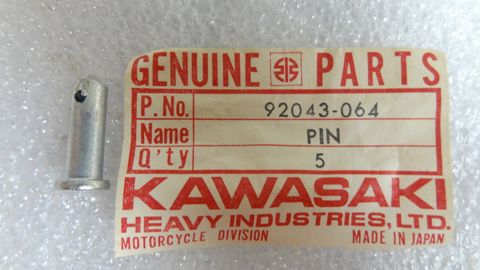 GENUINE PARTS
P.No. 92043-064
Name PIN
Q'ty 5
KAWASAKI
HEAVY INDUSTRIES, LTD.
MOTORCYCLE DIVISION MADE IN JAPAN